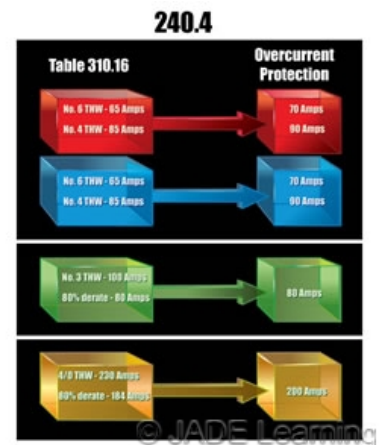 240.4
Table 310.16
Overcurrent
Protection
No. 6 THW - 65 Amps
No. 4 THW - 85 Amps
70 Amps
90 Amps
No. 6 THW - 65 Amps
No. 4 THW - 85 Amps
70 Amps
90 Amps
No. 3 THW - 100 Amps
80% derate - 80 Amps
80 Amps
4/0 THW - 230 Amps
80% derate - 184 Amps
200 Amps
© JADE Learning